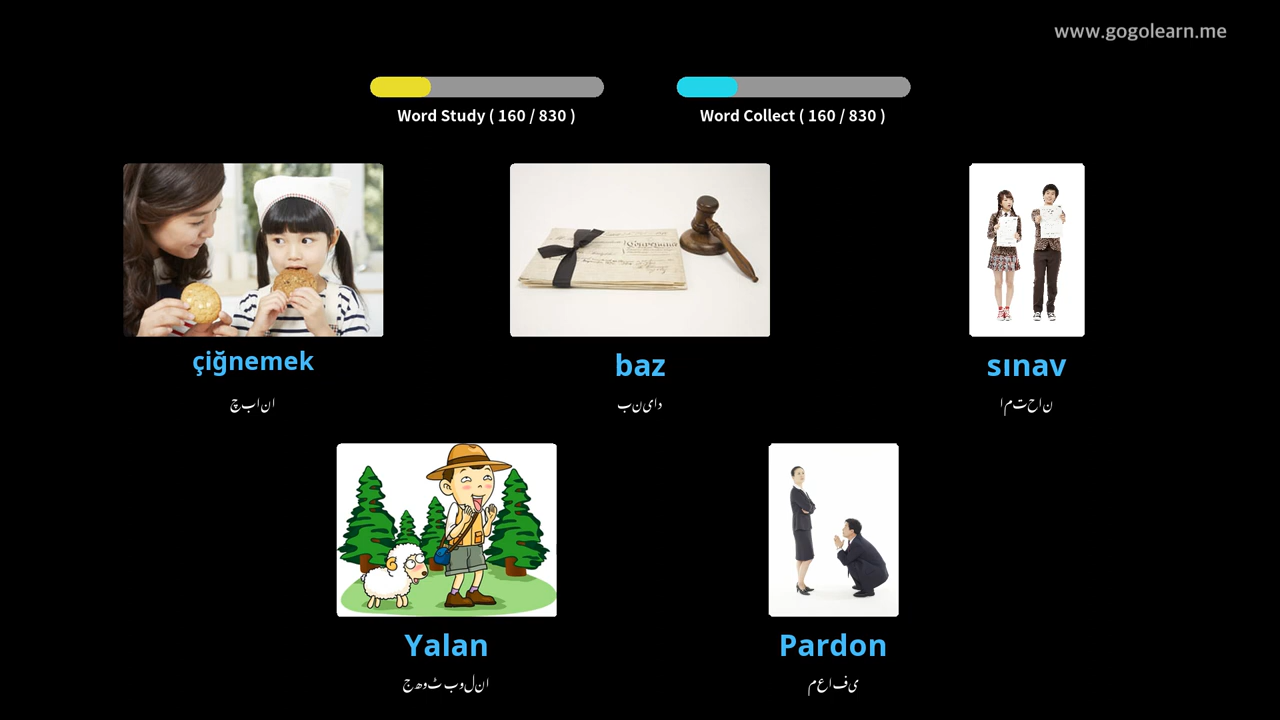 www.gogolearn.me
Word Study ( 160 / 830 )
Word Collect ( 160 / 830 )
çiğnemek
baz
sınav
چبانا
بنیاد
امتحان
Yalan
Pardon
جھوٹ بولنا
معافی